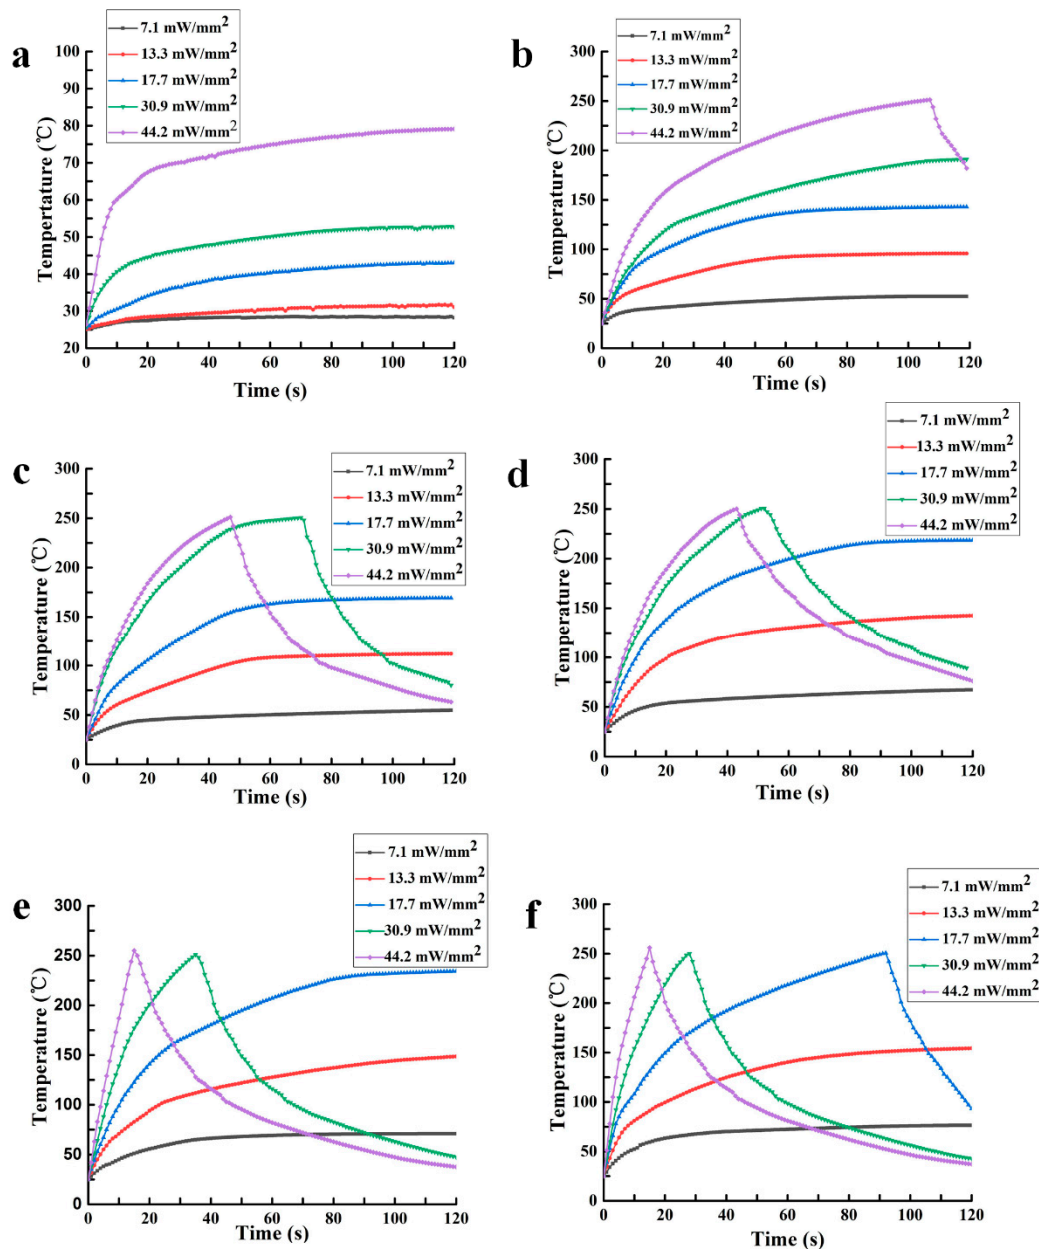 a
7.1 mW/mm2
13.3 mW/mm2
17.7 mW/mm2
30.9 mW/mm2
44.2 mW/mm2
Tempertature (℃)
100
90
80
70
60
50
40
30
20
0 20 40 60 80 100 120
Time (s)
b
7.1 mW/mm2
13.3 mW/mm2
17.7 mW/mm2
30.9 mW/mm2
44.2 mW/mm2
Temperature (℃)
300
250
200
150
100
50
0
0 20 40 60 80 100 120
Time (s)
c
7.1 mW/mm2
13.3 mW/mm2
17.7 mW/mm2
30.9 mW/mm2
44.2 mW/mm2
Temperature (℃)
300
250
200
150
100
50
0
0 20 40 60 80 100 120
Time (s)
d
7.1 mW/mm2
13.3 mW/mm2
17.7 mW/mm2
30.9 mW/mm2
44.2 mW/mm2
Temperature (℃)
300
250
200
150
100
50
0
0 20 40 60 80 100 120
Time (s)
e
7.1 mW/mm2
13.3 mW/mm2
17.7 mW/mm2
30.9 mW/mm2
44.2 mW/mm2
Temperature (℃)
300
250
200
150
100
50
0
0 20 40 60 80 100 120
Time (s)
f
7.1 mW/mm2
13.3 mW/mm2
17.7 mW/mm2
30.9 mW/mm2
44.2 mW/mm2
Temperature (℃)
300
250
200
150
100
50
0
0 20 40 60 80 100 120
Time (s)